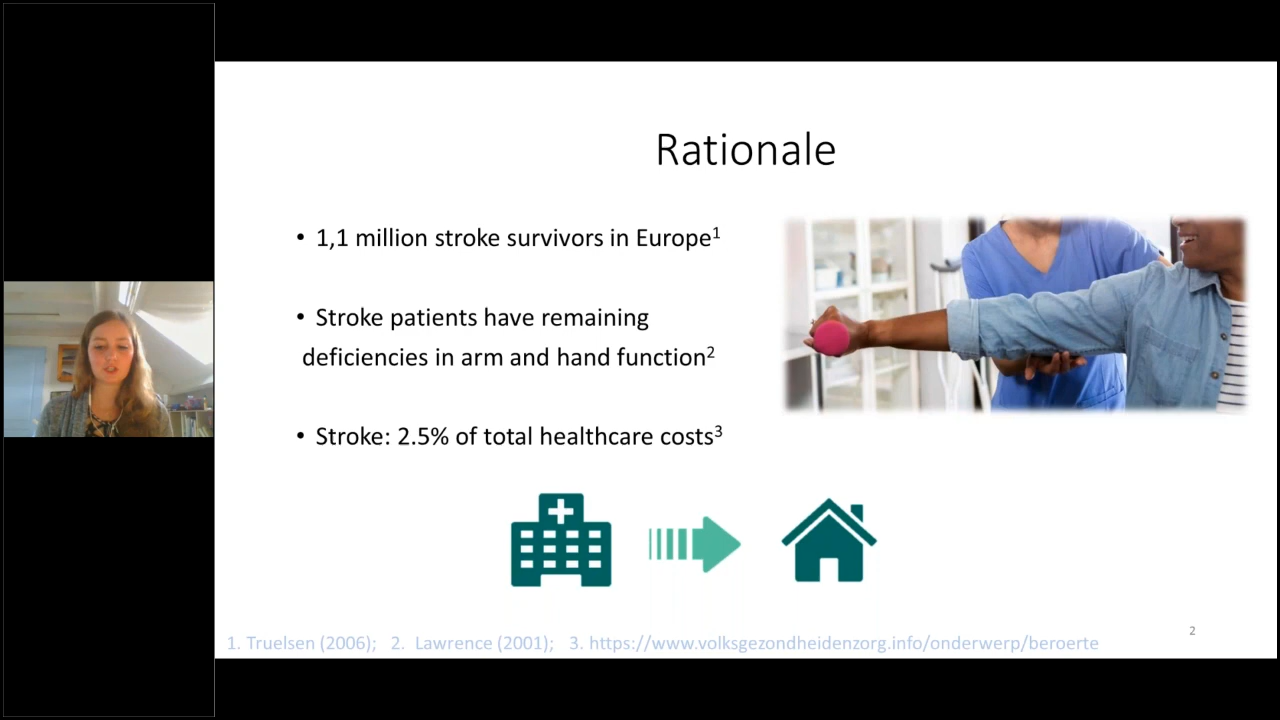 Rationale
• 1,1 million stroke survivors in Europe¹
• Stroke patients have remaining
deficiencies in arm and hand function²
• Stroke: 2.5% of total healthcare costs³
2
1. Truelsen (2006); 2. Lawrence (2001); 3. https://www.volksgezondheidenzorg.info/onderwerp/beroerte